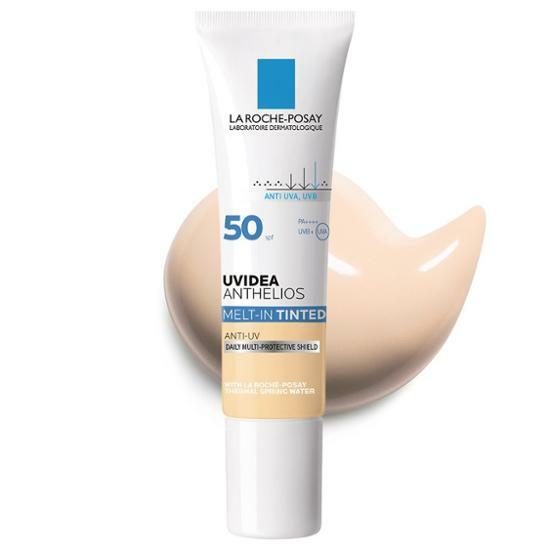 LA ROCHE-POSAY
LABORATOIRE DERMATOLOGIQUE
ANTI UVA, UVB
50 spf
PA++++
UVB+ UVA
UVIDEA
ANTHELIOS
MELT-IN TINTED
ANTI-UV
DAILY MULTI-PROTECTIVE SHIELD
WITH LA ROCHE-POSAY
THERMAL SPRING WATER